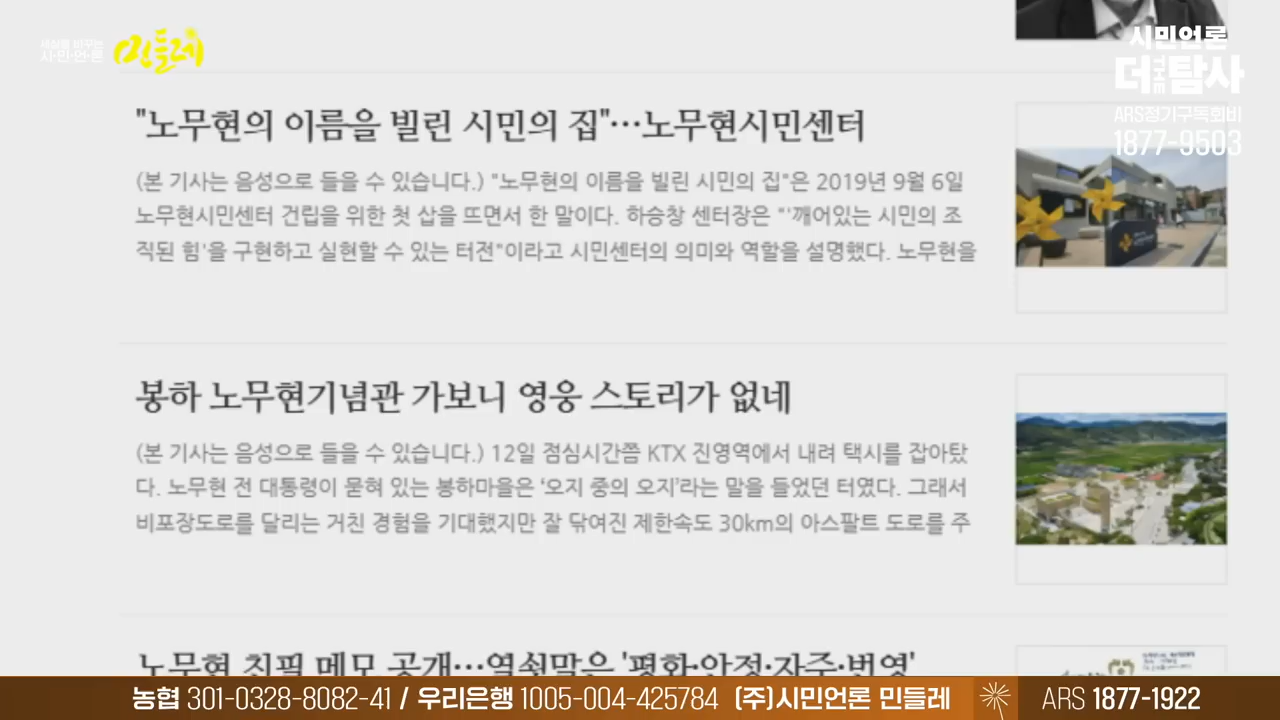 세상을 바꾸는
시·민·언·론
민들레
시민언론
더탐사
THE
ARS정기구독회비
1877-9503
"노무현의 이름을 빌린 시민의 집"…노무현시민센터
(본 기사는 음성으로 들을 수 있습니다.) "노무현의 이름을 빌린 시민의 집"은 2019년 9월 6일
노무현시민센터 건립을 위한 첫 삽을 뜨면서 한 말이다. 하승창 센터장은 "'깨어있는 시민의 조
직된 힘'을 구현하고 실현할 수 있는 터전"이라고 시민센터의 의미와 역할을 설명했다. 노무현을
봉하 노무현기념관 가보니 영웅 스토리가 없네
(본 기사는 음성으로 들을 수 있습니다.) 12일 점심시간쯤 KTX 진영역에서 내려 택시를 잡아탔
다. 노무현 전 대통령이 묻혀 있는 봉하마을은 ‘오지 중의 오지’라는 말을 들었던 터였다. 그래서
비포장도로를 달리는 거친 경험을 기대했지만 잘 닦여진 제한속도 30km의 아스팔트 도로를 주
노무현 친필 메모 공개…열쇳말은 '평화·안정·자주·번영'
농협 301-0328-8082-41 / 우리은행 1005-004-425784 (주)시민언론 민들레
ARS 1877-1922